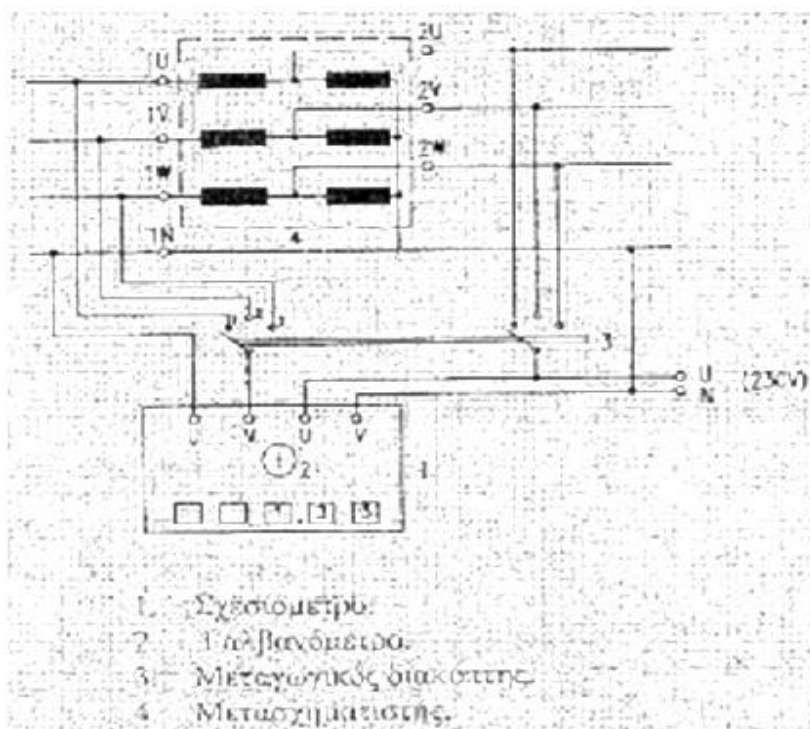 U
2U
1V
2V
1W
2W
1N
4
2
3
3
U
N
(230V)
V
U
V
2
1
1. Σχεσιόμετρο.
2. Γαλβανόμετρο.
3. Μεταγωγικός διακόπτης.
4. Μετασχηματιστής.